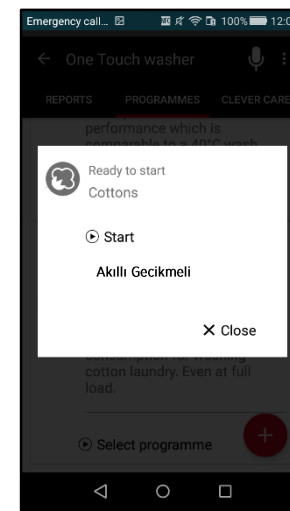 Emergency call...
100% 12:0
One Touch washer
REPORTS PROGRAMMES CLEVER CARE
performance which is
comparable to a 40°C wash
Ready to start
Cottons
Start
Akıllı Gecikmeli
Close
consumption for washing
cotton laundry. Even at full
load.
Select programme